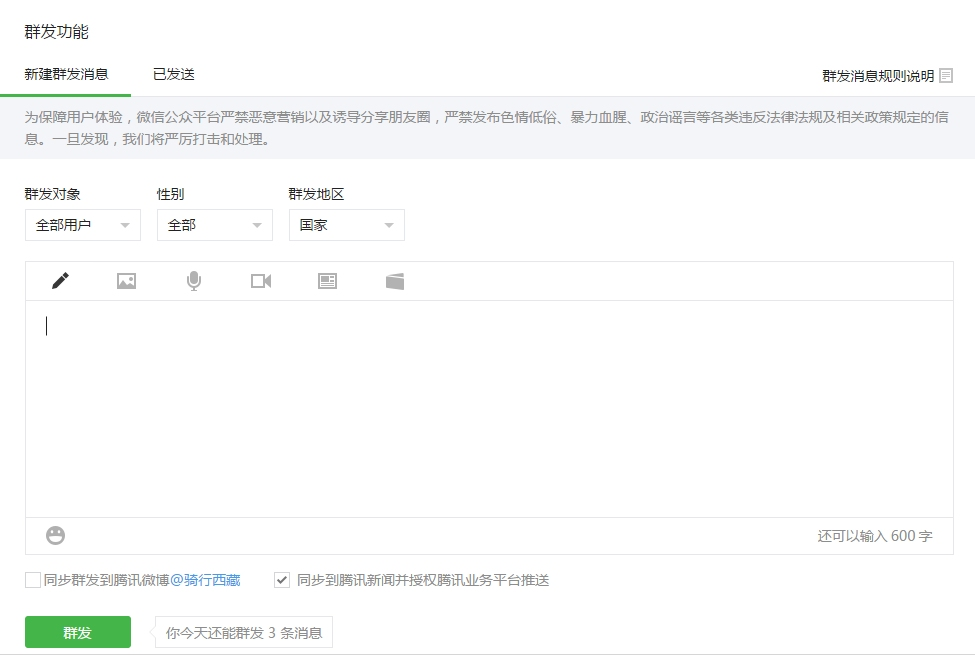 群发功能
新建群发消息 已发送 群发消息规则说明
为保障用户体验，微信公众平台严禁恶意营销以及诱导分享朋友圈，严禁发布色情低俗、暴力血腥、政治谣言等各类违反法律法规及相关政策规定的信
息。一旦发现，我们将严厉打击和处理。
群发对象 性别 群发地区
全部用户 全部 国家
还可以输入 600 字
同步群发到腾讯微博@骑行西藏 同步到腾讯新闻并授权腾讯业务平台推送
群发 你今天还能群发 3 条消息